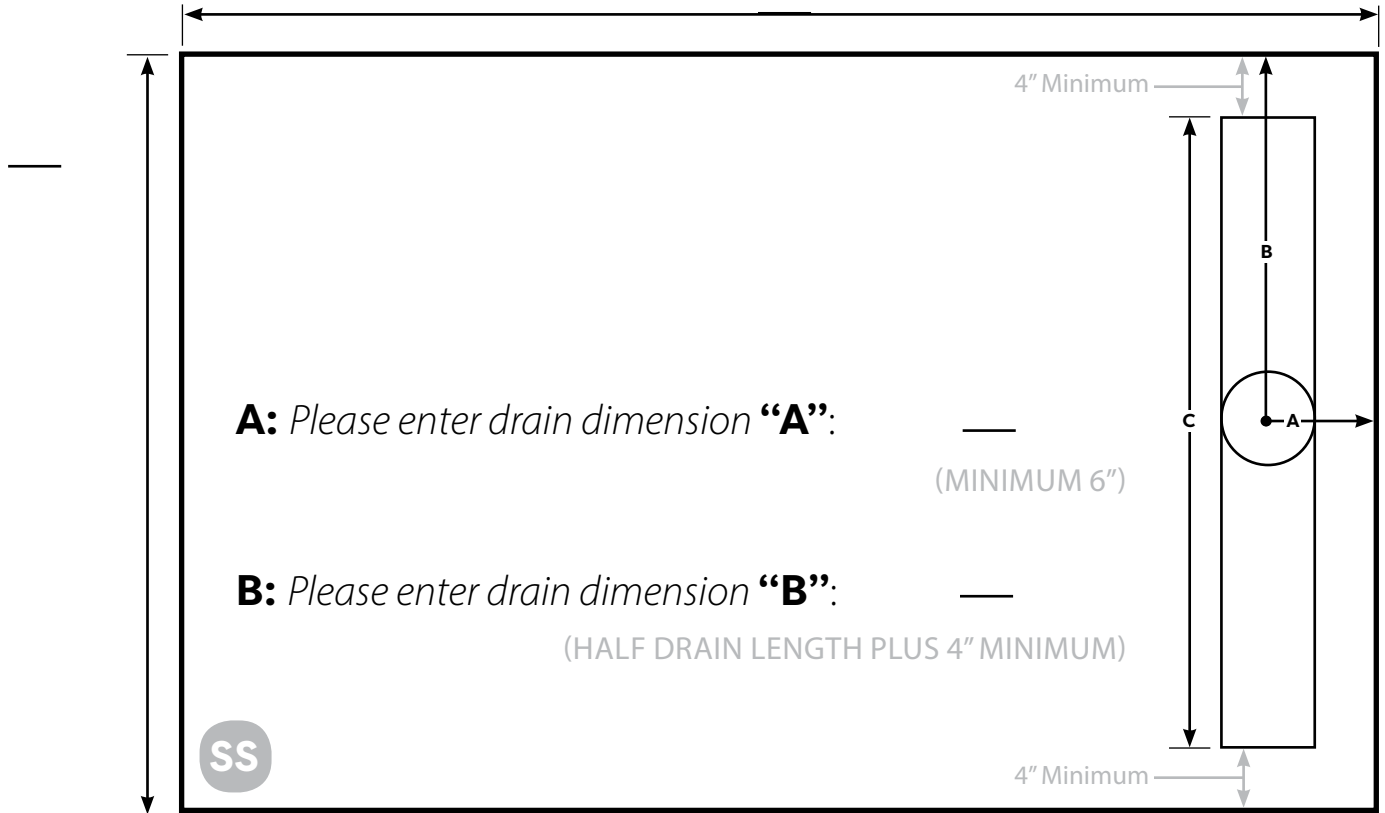 4” Minimum
B
A: Please enter drain dimension “A”:
C
A
(MINIMUM 6”)
B: Please enter drain dimension “B”:
(HALF DRAIN LENGTH PLUS 4” MINIMUM)
SS
4” Minimum